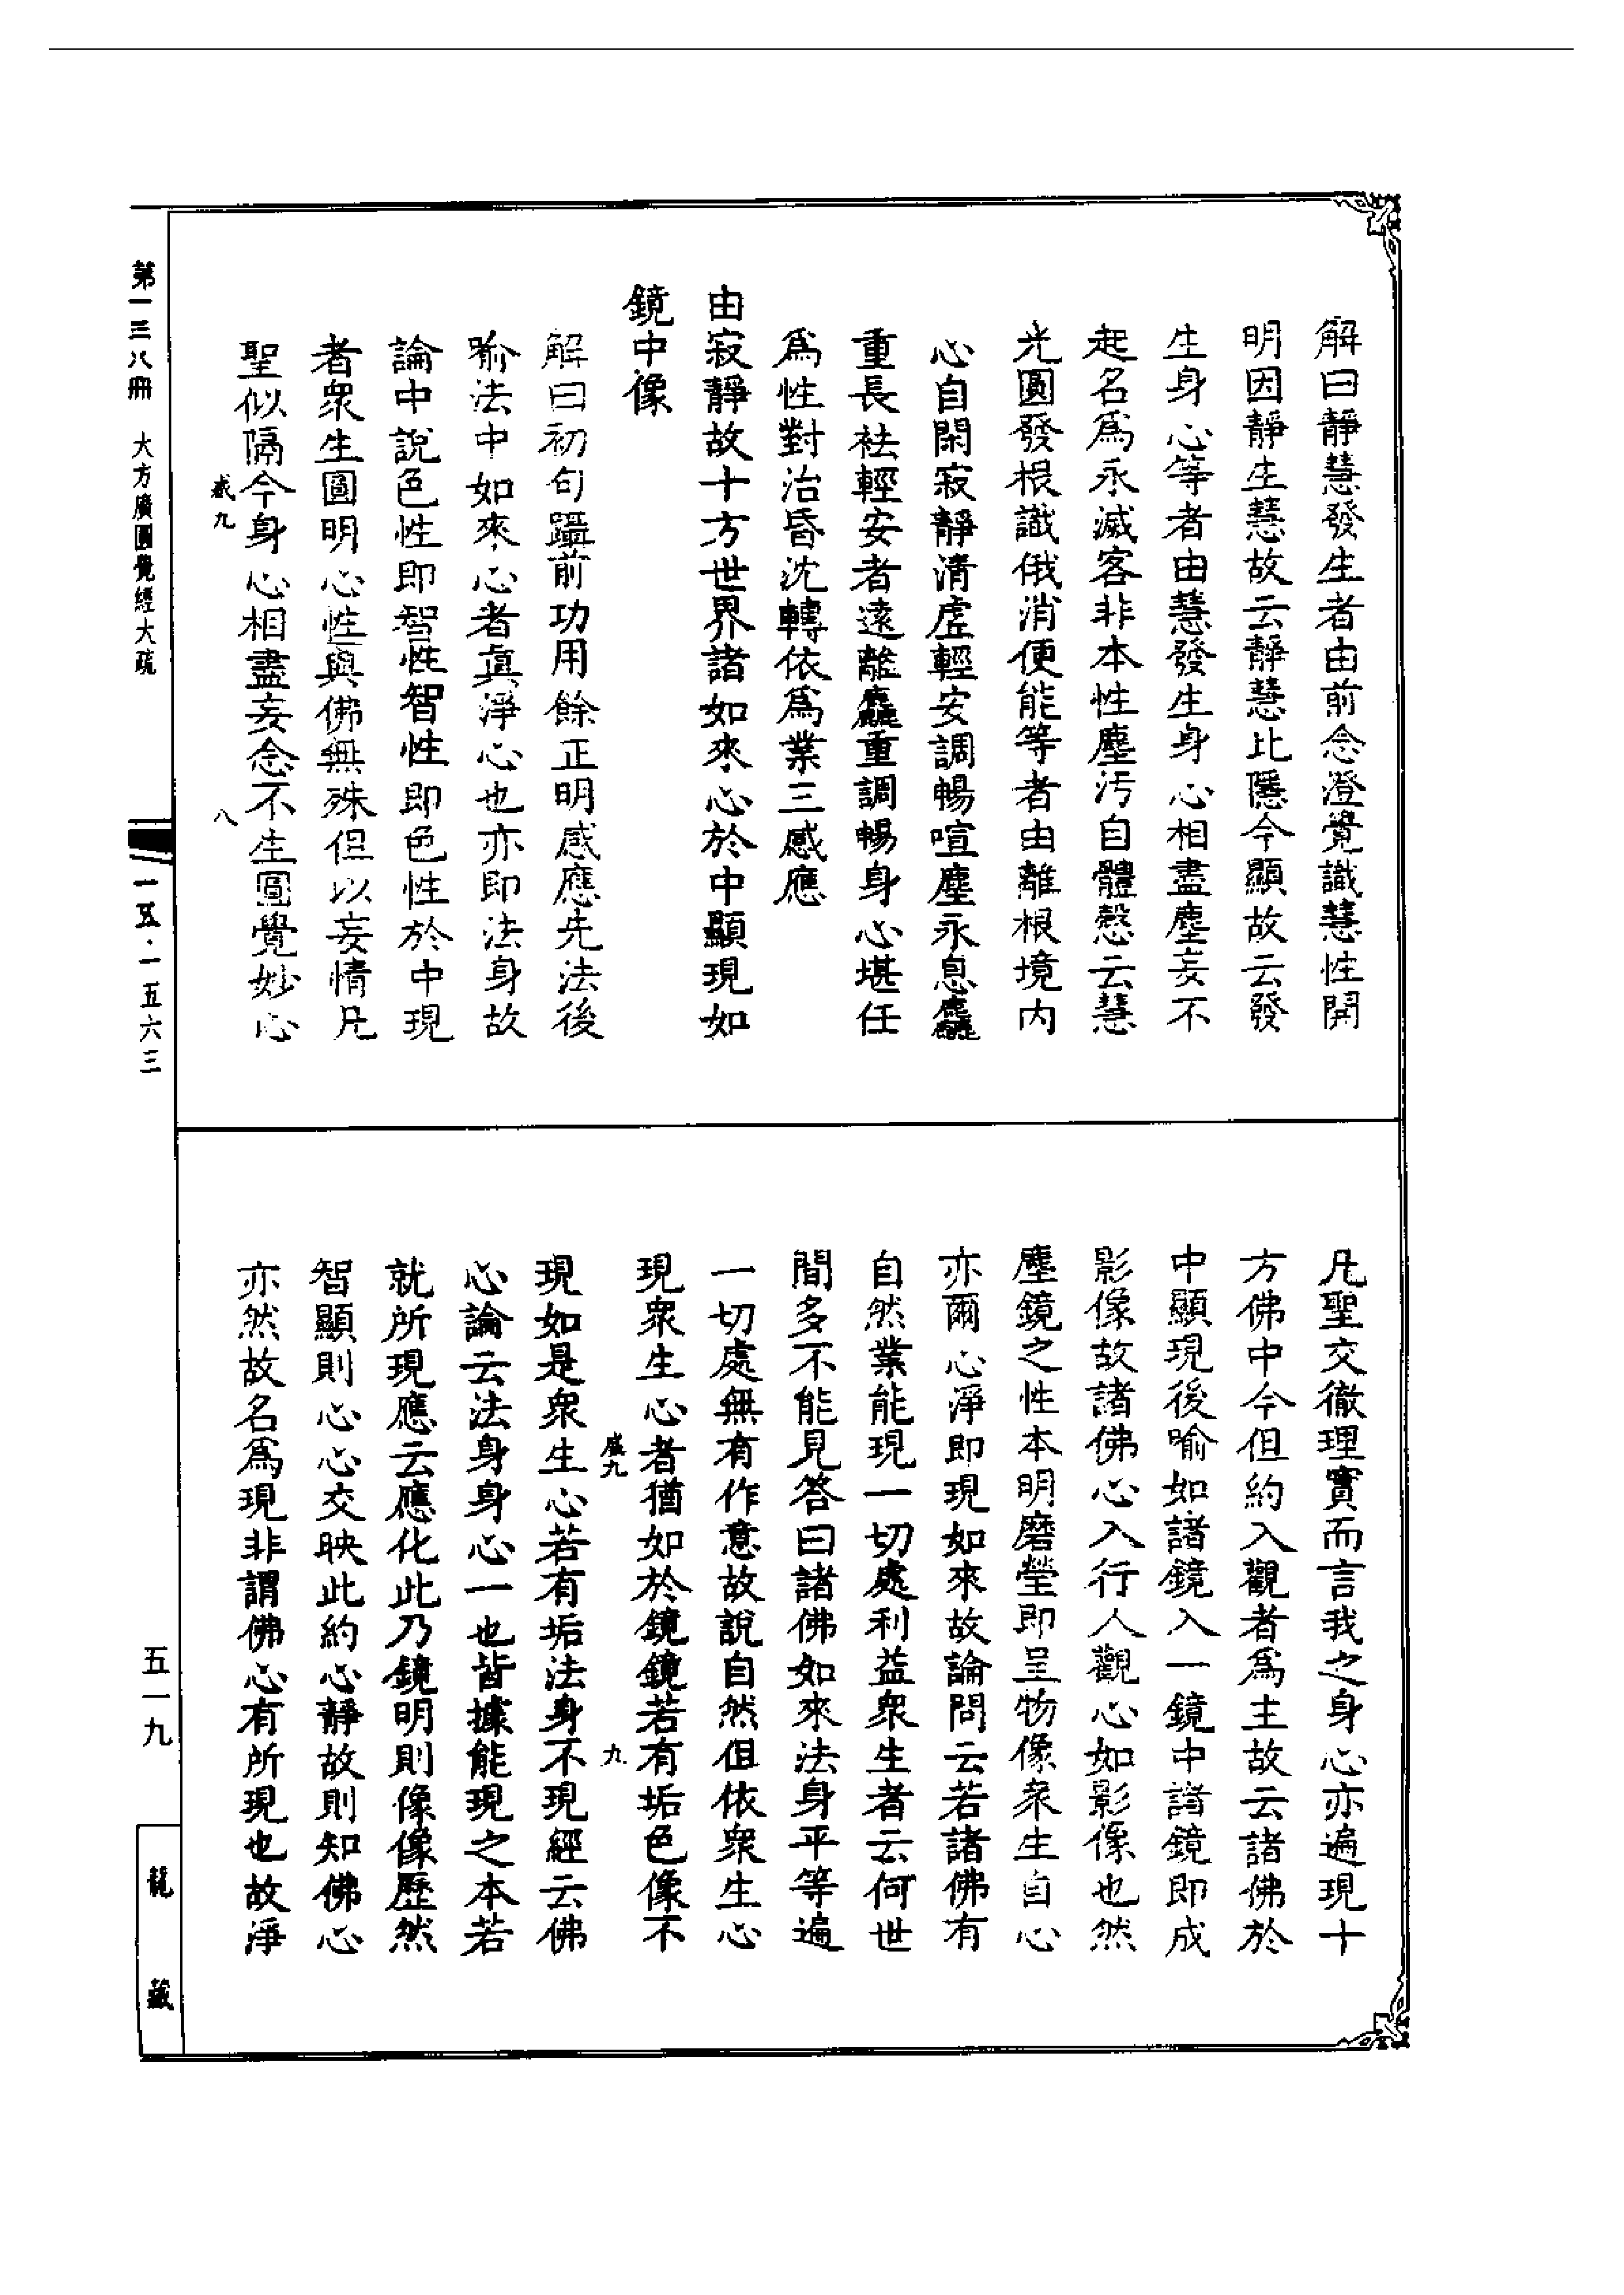 解曰靜慧發生者由前念澄覺識慧性開
明因靜生慧故云靜慧比隱今顯故云發
生身心等者由慧發生身心相盡塵妄不
起名爲永滅客非本性塵汚自體慗云慧
光圓發根識俄消便能等者由離根境内
心自閑寂靜清虛輕安調暢喧塵永息麤
重長袪輕安者遠離麤重調暢身心堪任
爲性對治昏沈轉依爲業三感應
由寂靜故十方世界諸如來心於中顯現如
鏡中像
解曰初句躡前功用餘正明感應先法後
喻法中如來心者眞淨心也亦即法身故
論中說色性即智性智性即色性於中現
者衆生圓明心性與佛無殊但以妄情凡
聖似隔今身心相盡妄念不生圓覺妙心
凡聖交徹理實而言我之身心亦遍現十
方佛中今但約入觀者爲主故云諸佛於
中顯現後喻如諸鏡入一鏡中諸鏡即成
影像故諸佛心入行人觀心如影像也然
塵鏡之性本明磨瑩即呈物像衆生自心
亦爾心淨即現如來故論問云若諸佛有
自然業能現一切處利益衆生者云何世
間多不能見答曰諸佛如來法身平等遍
一切處無有作意故說自然但依衆生心
現衆生心者猶如於鏡鏡若有垢色像不
現如是衆生心若有垢法身不現經云佛
心論云法身身心一也皆據能現之本若
就所現應云應化此乃鏡明則像像歷然
智顯則心心交映此約心靜故則知佛心
亦然故名爲現非謂佛心有所現也故淨
第一三八冊 大方廣圓覺經大疏
一五·一五六三
五一九
龍藏
感九
八
感九
九